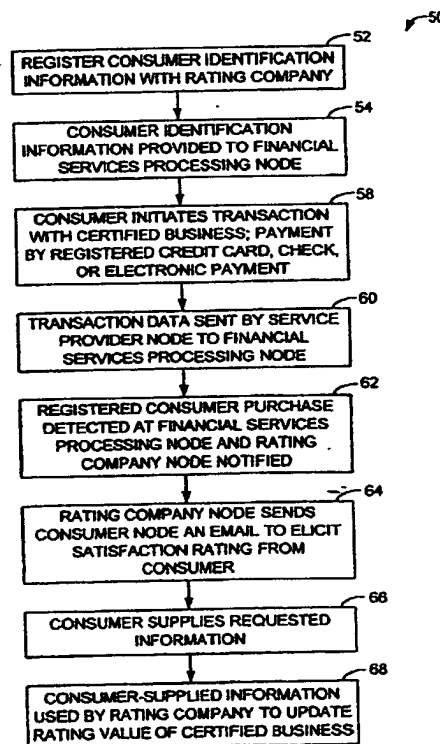 50
52
REGISTER CONSUMER IDENTIFICATION
INFORMATION WITH RATING COMPANY
54
CONSUMER IDENTIFICATION
INFORMATION PROVIDED TO FINANCIAL
SERVICES PROCESSING NODE
58
CONSUMER INITIATES TRANSACTION
WITH CERTIFIED BUSINESS; PAYMENT
BY REGISTERED CREDIT CARD, CHECK,
OR ELECTRONIC PAYMENT
60
TRANSACTION DATA SENT BY SERVICE
PROVIDER NODE TO FINANCIAL
SERVICES PROCESSING NODE
62
REGISTERED CONSUMER PURCHASE
DETECTED AT FINANCIAL SERVICES
PROCESSING NODE AND RATING
COMPANY NODE NOTIFIED
64
RATING COMPANY NODE SENDS
CONSUMER NODE AN EMAIL TO ELICIT
SATISFACTION RATING FROM
CONSUMER
66
CONSUMER SUPPLIES REQUESTED
INFORMATION
68
CONSUMER-SUPPLIED INFORMATION
USED BY RATING COMPANY TO UPDATE
RATING VALUE OF CERTIFIED BUSINESS